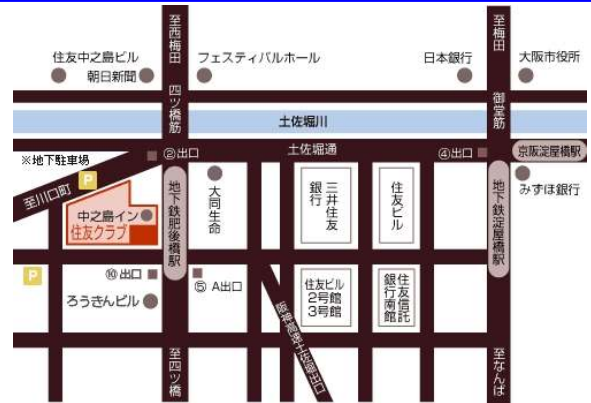 至西梅田
至梅田
住友中之島ビル
フェスティバルホール
日本銀行
大阪市役所
朝日新聞
四ツ橋筋
御堂筋
土佐堀川
※地下駐車場
②出口
土佐堀通
④出口
京阪淀屋橋駅
P
至川口町
地下鉄肥後橋駅
大同生命
三井住友
銀行
住友ビル
地下鉄淀屋橋駅
みずほ銀行
中之島イン
住友クラブ
P
⑩出口
⑤ A出口
ろうきんビル
阪神高速土佐堀出口
住友ビル
2号館
3号館
住友信託
銀行南館
至四ツ橋
至なんば